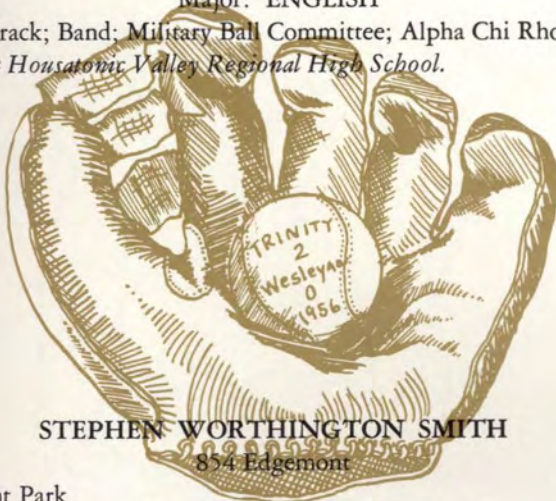 Major: ENGLISH
rack; Band; Military Ball Committee; Alpha Chi Rho
Housatonic Valley Regional High School.
TRINITY
2
Wesleyan
0
1956
STEPHEN WORTHINGTON SMITH
854 Edgemont
Park